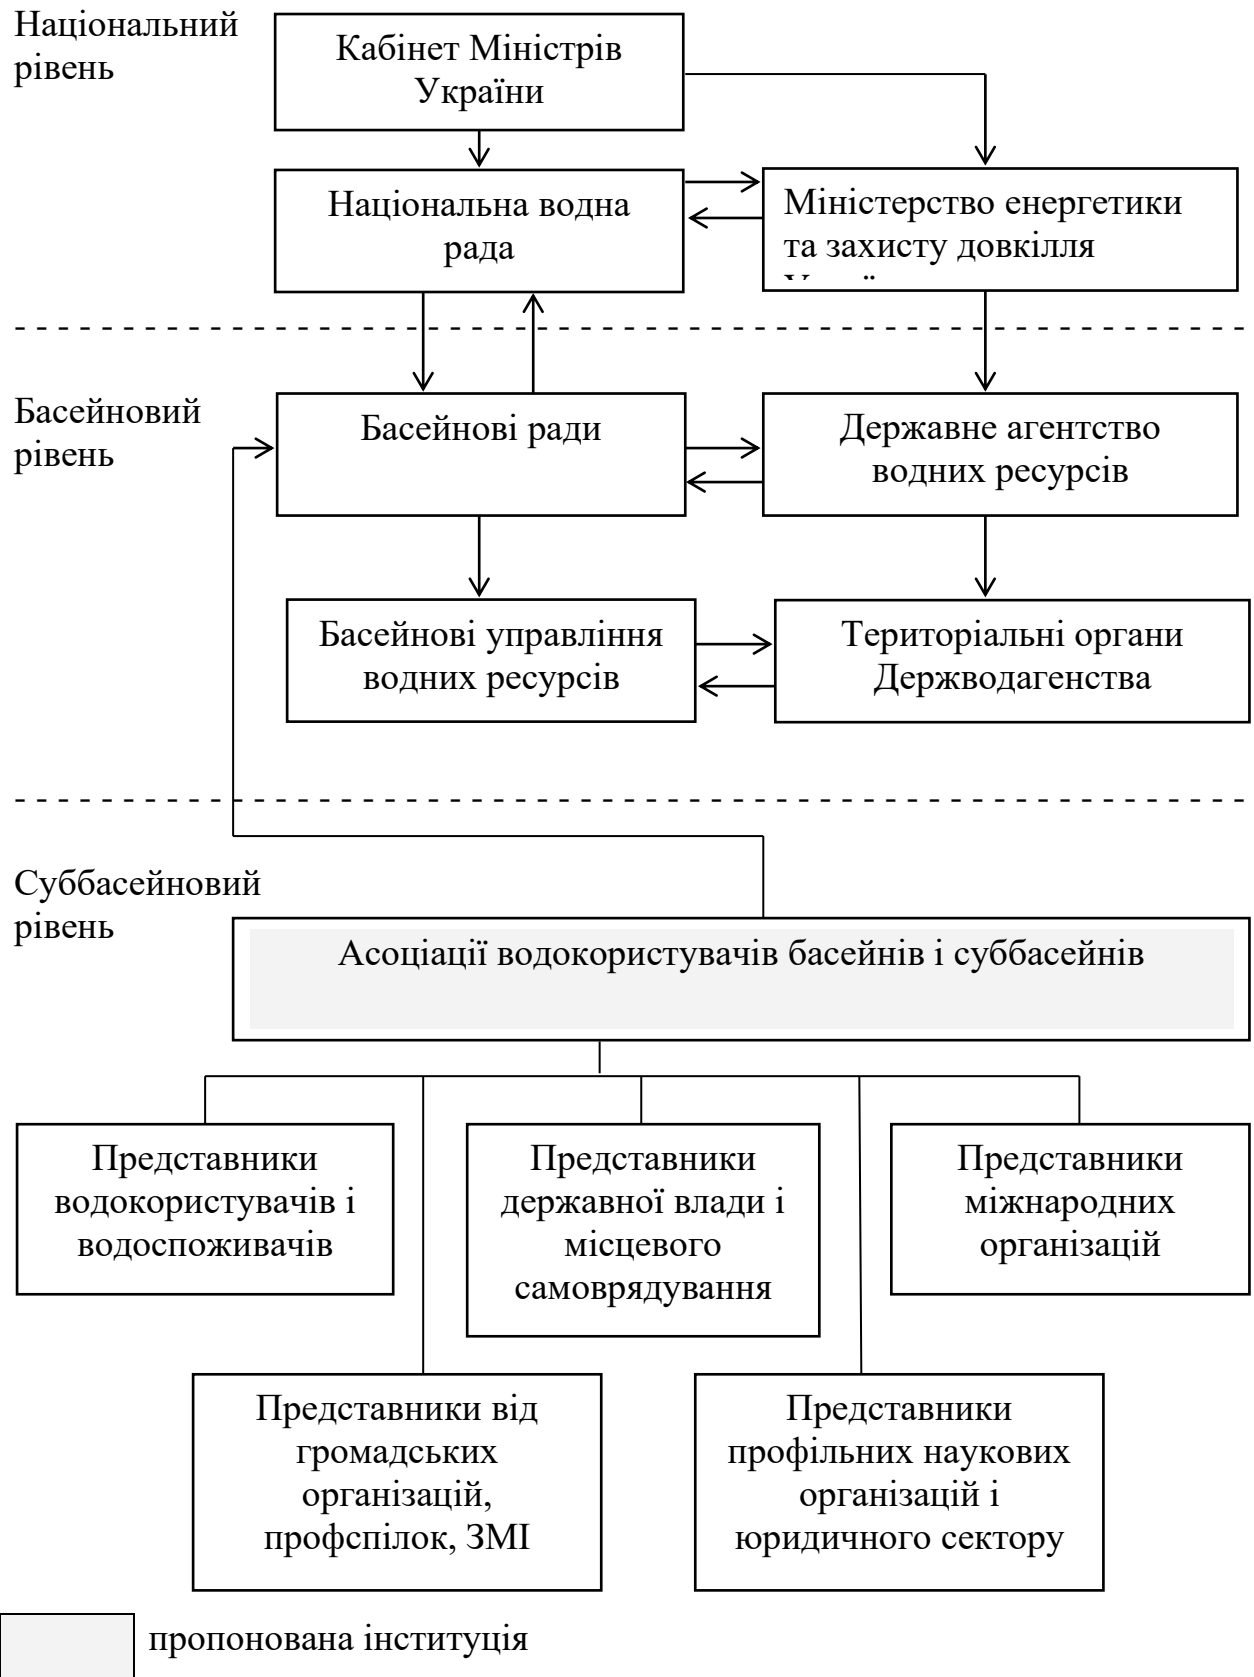 Національний
рівень
Кабінет Міністрів
України
Національна водна
рада
Міністерство енергетики
та захисту довкілля
Басейновий
рівень
Басейнові ради
Державне агентство
водних ресурсів
Басейнові управління
водних ресурсів
Територіальні органи
Держводагенства
Суббасейновий
рівень
Асоціації водокористувачів басейнів і суббасейнів
Представники
водокористувачів і
водоспоживачів
Представники
державної влади і
місцевого
самоврядування
Представники
міжнародних
організацій
Представники від
громадських
організацій,
профспілок, ЗМІ
Представники
профільних наукових
організацій і
юридичного сектору
пропонована інституція